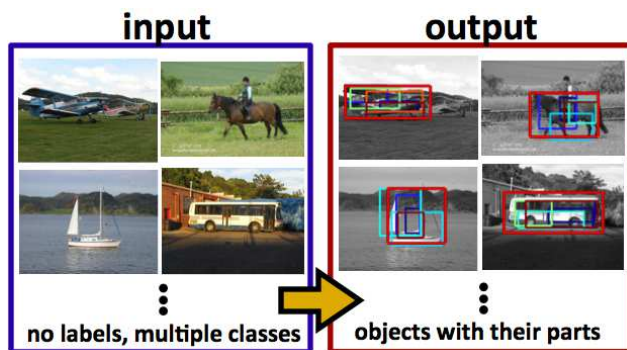 input
output
no labels, multiple classes
objects with their parts